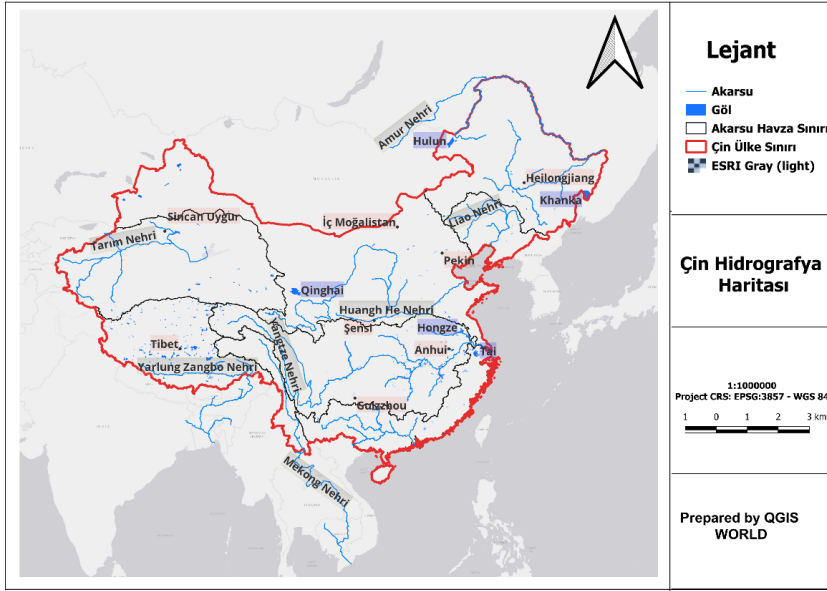 Amur Nehri
Hulun
Heilongjiang
Khanka
Liao Nehri
Sincan Uygur
İç Moğalistan
Tarım Nehri
Pekin
Qinghai
Huangh He Nehri
Şensi
Hongze
Yangtze Nehri
Tibet
Anhui
Tai
Yarlung Zangbo Nehri
Guizhou
Mekong Nehri
Lejant
Akarsu
Göl
Akarsu Havza Sınırı
Çin Ülke Sınırı
ESRI Gray (light)
Çin Hidrografya
Haritası
1:1000000
Project CRS: EPSG:3857 - WGS 84
1 0 1 2 3 km
Prepared by QGIS
WORLD